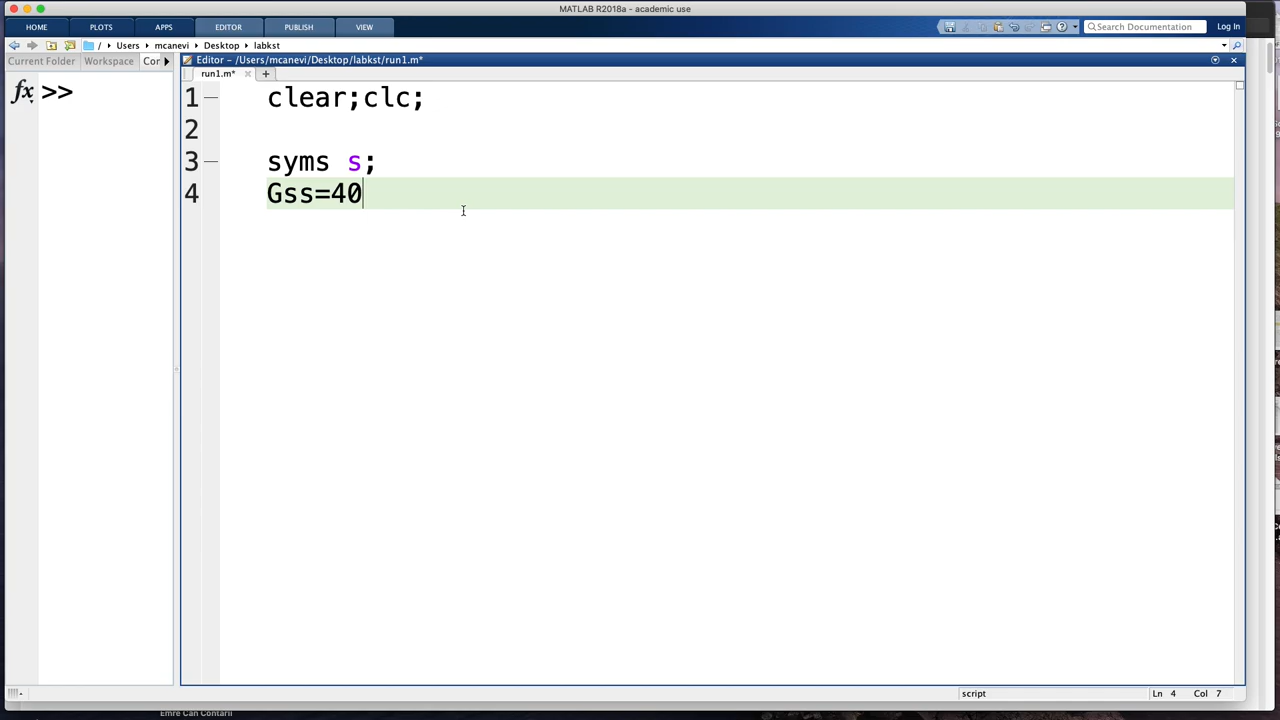 MATLAB R2018a - academic use
HOME PLOTS APPS EDITOR PUBLISH VIEW Search Documentation Log In
/ Users mcanevi Desktop labkst
Current Folder Workspace Cor
Editor - /Users/mcanevi/Desktop/labkst/run1.m*
run1.m* × +
fx >>
1 clear;clc;
2
3 syms s;
4 Gss=40
script Ln 4 Col 7
Emre Can Contarli